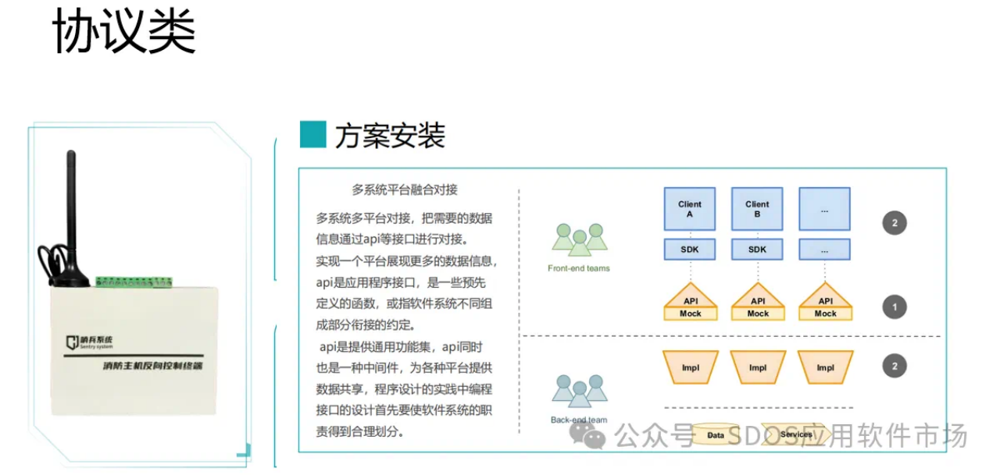 协议类
方案安装
哨兵系统
Sentry system
消防主机反向控制终端
多系统平台融合对接
多系统多平台对接，把需要的数据
信息通过api等接口进行对接。
实现一个平台展现更多的数据信息，
api是应用程序接口，是一些预先
定义的函数，或指软件系统不同组
成部分衔接的约定。
api是提供通用功能集，api同时
也是一种中间件，为各种平台提供
数据共享，程序设计的实践中编程
接口的设计首先要使软件系统的职
责得到合理划分。
Front-end teams
Client
A
Client
B
...
2
SDK
SDK
...
API
API
API
Mock
Mock
Mock
1
Impl
Impl
Impl
2
Back-end team
Data
Services
公众号 SDOS应用软件市场